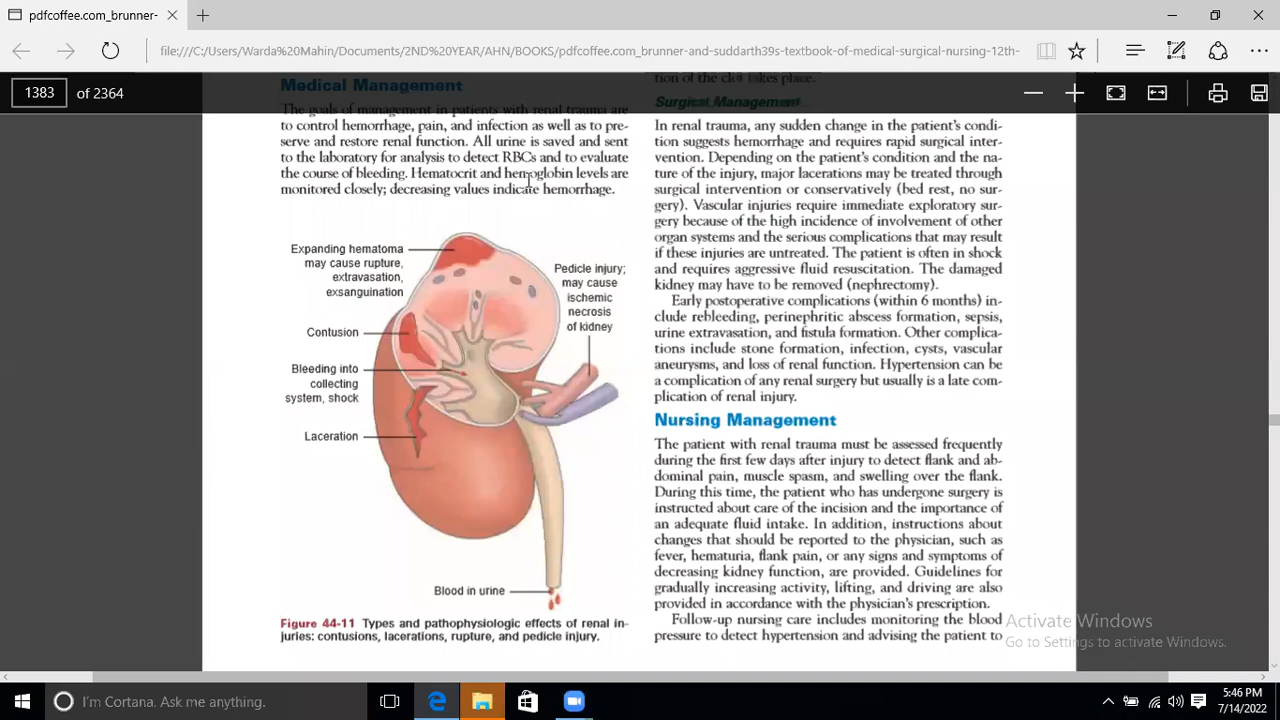 pdfcoffee.com_brunner-
file:///C:/Users/Warda%20Mahin/Documents/2ND%20YEAR/AHN/BOOKS/pdfcoffee.com_brunner-and-suddarth39s-textbook-of-medical-surgical-nursing-12th-
1383 of 2364
Medical Management
The goals of management in patients with renal trauma are
to control hemorrhage, pain, and infection as well as to pre-
serve and restore renal function. All urine is saved and sent
to the laboratory for analysis to detect RBCs and to evaluate
the course of bleeding. Hematocrit and hemoglobin levels are
monitored closely; decreasing values indicate hemorrhage.
Expanding hematoma
may cause rupture,
extravasation,
exsanguination
Contusion
Bleeding into
collecting
system, shock
Laceration
Pedicle injury;
may cause
ischemic
necrosis
of kidney
Blood in urine
Figure 44-11 Types and pathophysiologic effects of renal in-
juries: contusions, lacerations, rupture, and pedicle injury.
takes place.
Surgical Management
In renal trauma, any sudden change in the patient's condi-
tion suggests hemorrhage and requires rapid surgical inter-
vention. Depending on the patient's condition and the na-
ture of the injury, major lacerations may be treated through
surgical intervention or conservatively (bed rest, no sur-
gery). Vascular injuries require immediate exploratory sur-
gery because of the high incidence of involvement of other
organ systems and the serious complications that may result
if these injuries are untreated. The patient is often in shock
and requires aggressive fluid resuscitation. The damaged
kidney may have to be removed (nephrectomy).
Early postoperative complications (within 6 months) in-
clude rebleeding, perinephritic abscess formation, sepsis,
urine extravasation, and fistula formation. Other complica-
tions include stone formation, infection, cysts, vascular
aneurysms, and loss of renal function. Hypertension can be
a complication of any renal surgery but usually is a late com-
plication of renal injury.
Nursing Management
The patient with renal trauma must be assessed frequently
during the first few days after injury to detect flank and ab-
dominal pain, muscle spasm, and swelling over the flank.
During this time, the patient who has undergone surgery is
instructed about care of the incision and the importance of
an adequate fluid intake. In addition, instructions about
changes that should be reported to the physician, such as
fever, hematuria, flank pain, or any signs and symptoms of
decreasing kidney function, are provided. Guidelines for
gradually increasing activity, lifting, and driving are also
provided in accordance with the physician's prescription.
Follow-up nursing care includes monitoring the blood
pressure to detect hypertension and advising the patient to
Activate Windows
Go to Settings to activate Windows.
I'm Cortana. Ask me anything.
5:46 PM
7/14/2022